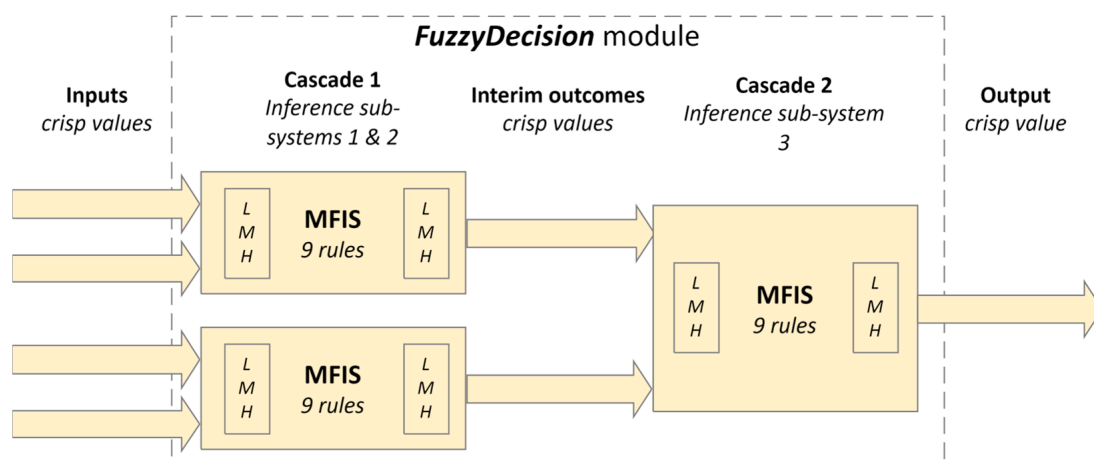 FuzzyDecision module
Inputs
crisp values
Cascade 1
Inference sub-
systems 1 & 2
Interim outcomes
crisp values
Cascade 2
Inference sub-system
3
Output
crisp value
L
M
H
MFIS
9 rules
L
M
H
L
M
H
MFIS
9 rules
L
M
H
L
M
H
MFIS
9 rules
L
M
H